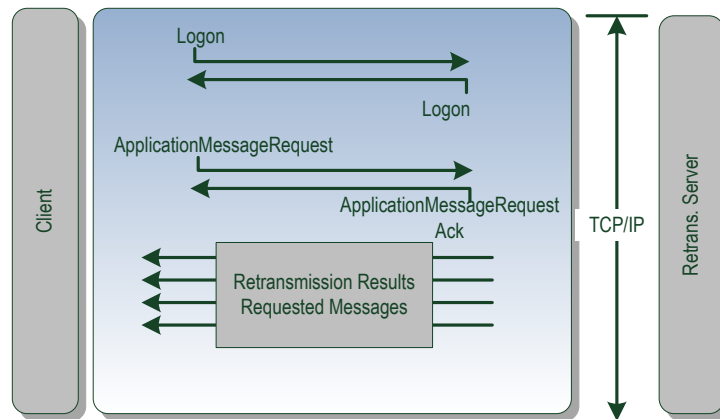 Logon
Logon
ApplicationMessageRequest
ApplicationMessageRequest
Ack
Retransmission Results
Requested Messages
Client
TCP/IP
Retrans. Server